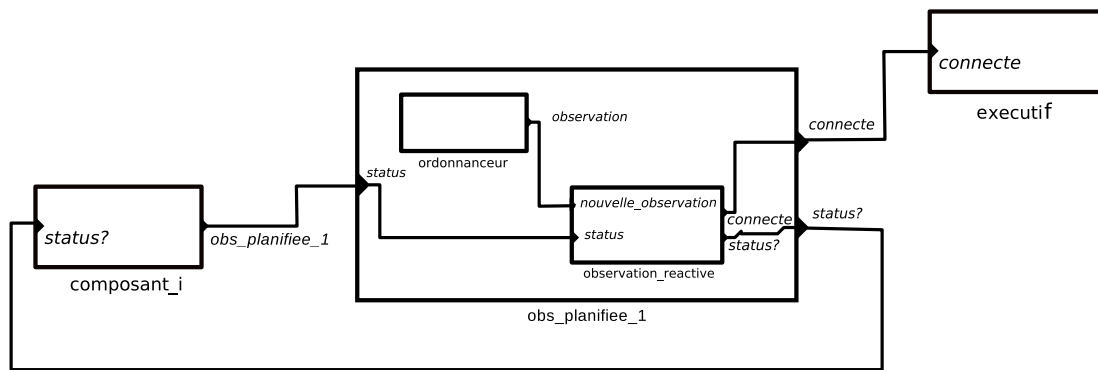 connecte
executif
observation
connecte
ordonnanceur
status
nouvelle_observation
connecte
status?
status?
obs_planifiee_1
status
status?
composant_i
observation_reactive
obs_planifiee_1